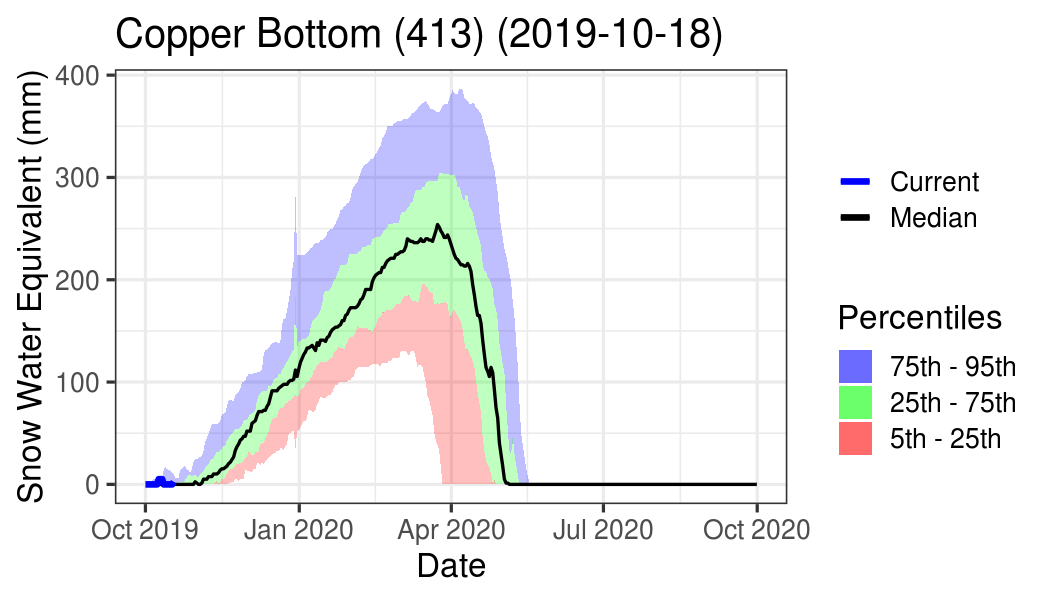 Copper Bottom (413) (2019-10-18)
Snow Water Equivalent (mm)
400
300
200
100
0
Oct 2019 Jan 2020 Apr 2020 Jul 2020 Oct 2020
Date
Current
Median
Percentiles
75th - 95th
25th - 75th
5th - 25th